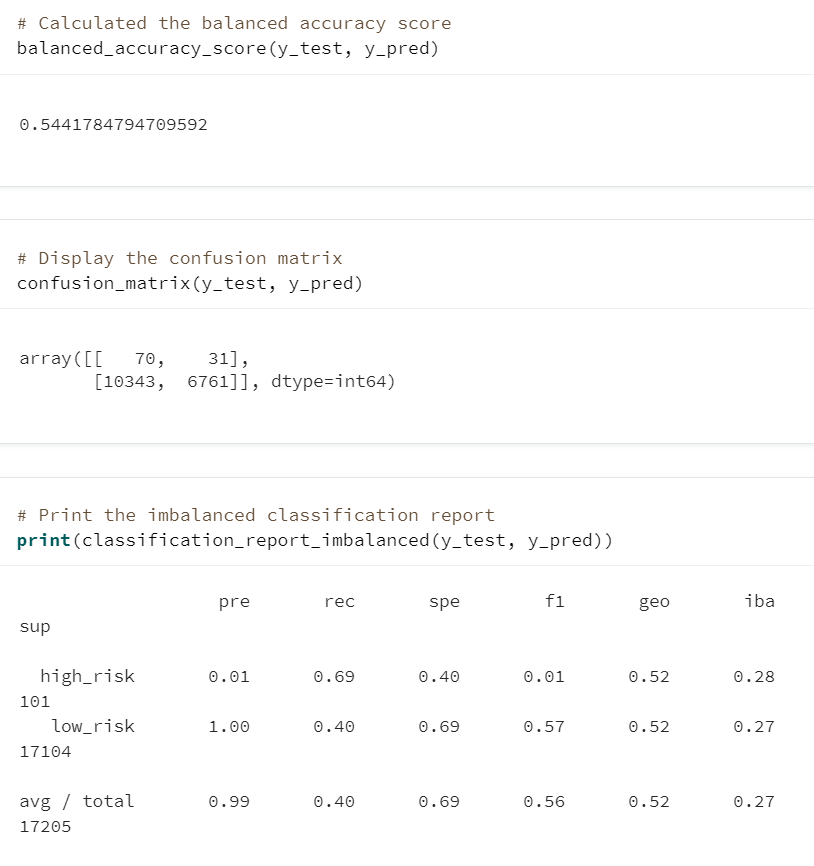 # Calculated the balanced accuracy score
balanced_accuracy_score(y_test, y_pred)
0.5441784794709592
# Display the confusion matrix
confusion_matrix(y_test, y_pred)
array([[   70,    31],
       [10343,  6761]], dtype=int64)
# Print the imbalanced classification report
print(classification_report_imbalanced(y_test, y_pred))
                   pre       rec       spe        f1       geo       iba
sup
  high_risk       0.01      0.69      0.40      0.01      0.52      0.28
101
   low_risk       1.00      0.40      0.69      0.57      0.52      0.27
17104
avg / total       0.99      0.40      0.69      0.56      0.52      0.27
17205